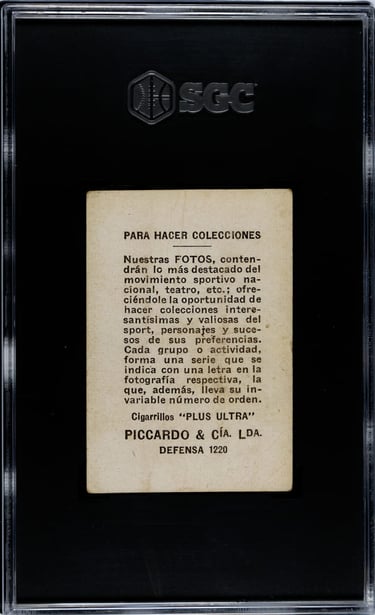 SGC
PARA HACER COLECCIONES
Nuestras FOTOS, conten-
drán lo más destacado del
movimiento sportivo na-
cional, teatro, etc.; ofre-
ciéndole la oportunidad de
hacer colecciones intere-
santísimas y valiosas del
sport, personajes y suce-
sos de sus preferencias.
Cada grupo o actividad,
forma una serie que se
indica con una letra en la
fotografía respectiva, la
que, además, lleva su in-
variable número de orden.
Cigarrillos "PLUS ULTRA"
PICCARDO & CÍA. LDA.
DEFENSA 1220